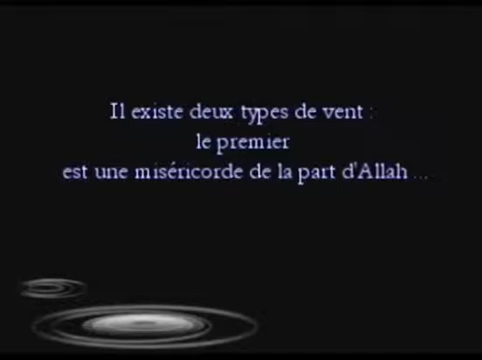 Il existe deux types de vent :
le premier
est une miséricorde de la part d'Allah ...